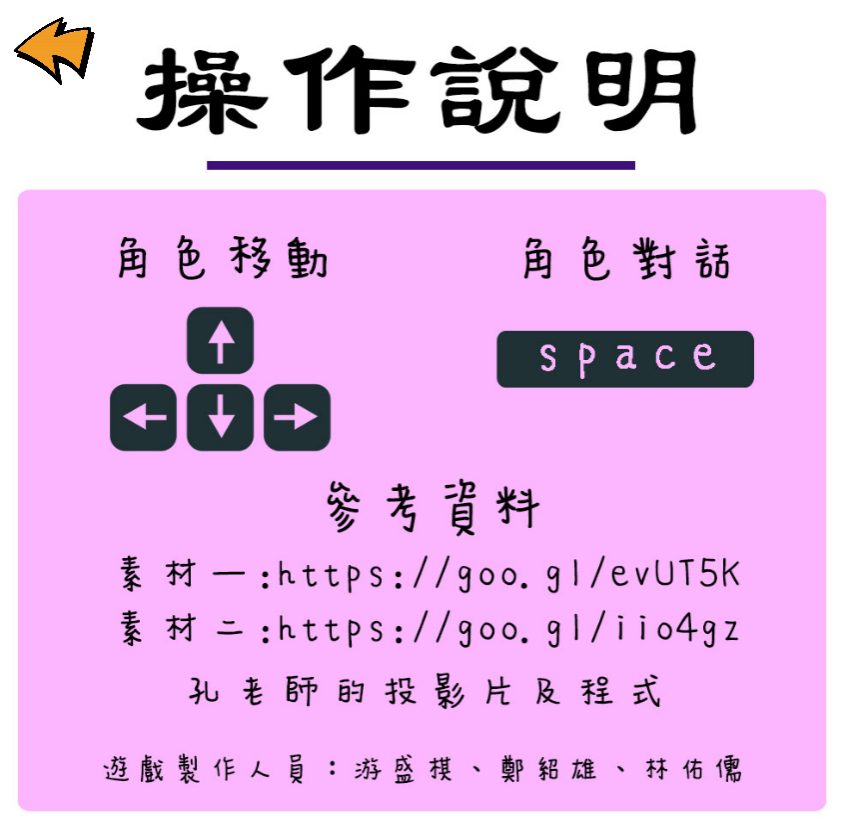 操作說明
角色移動
角色對話
space
參考資料
素材一:https://goo.gl/evUT5K
素材二:https://goo.gl/iio4gz
孔老師的投影片及程式
遊戲製作人員：游盛棋、鄭紹雄、林佑儒